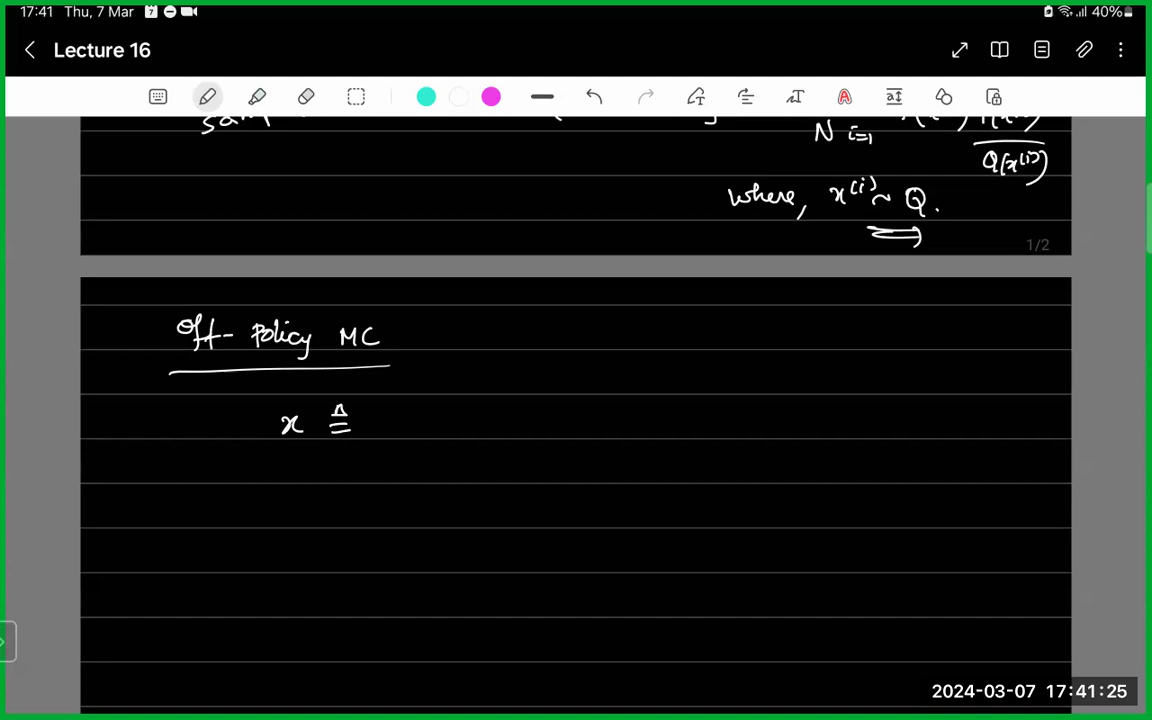 17:41 Thu, 7 Mar 7 40%
Lecture 16
N i=1
Q(x^(i))
where, x^(i) ~ Q.
1/2
Off-Policy MC
x ≜
2024-03-07 17:41:25